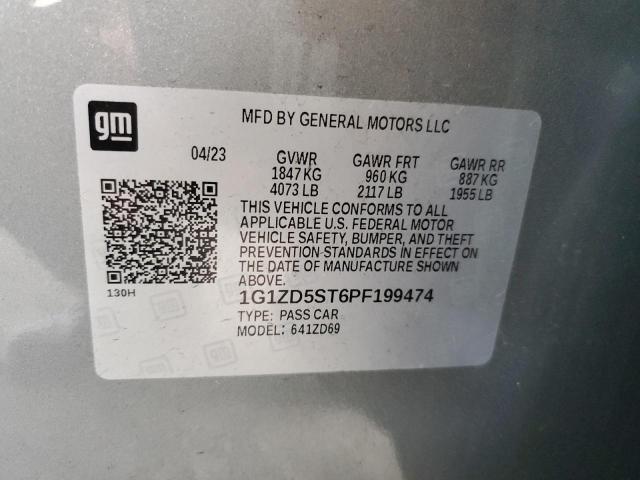 gm
MFD BY GENERAL MOTORS LLC
04/23 GVWR GAWR FRT GAWR RR
1847 KG 960 KG 887 KG
4073 LB 2117 LB 1955 LB
THIS VEHICLE CONFORMS TO ALL
APPLICABLE U.S. FEDERAL MOTOR
VEHICLE SAFETY, BUMPER, AND THEFT
PREVENTION STANDARDS IN EFFECT ON
THE DATE OF MANUFACTURE SHOWN
ABOVE.
130H
1G1ZD5ST6PF199474
TYPE: PASS CAR
MODEL: 641ZD69